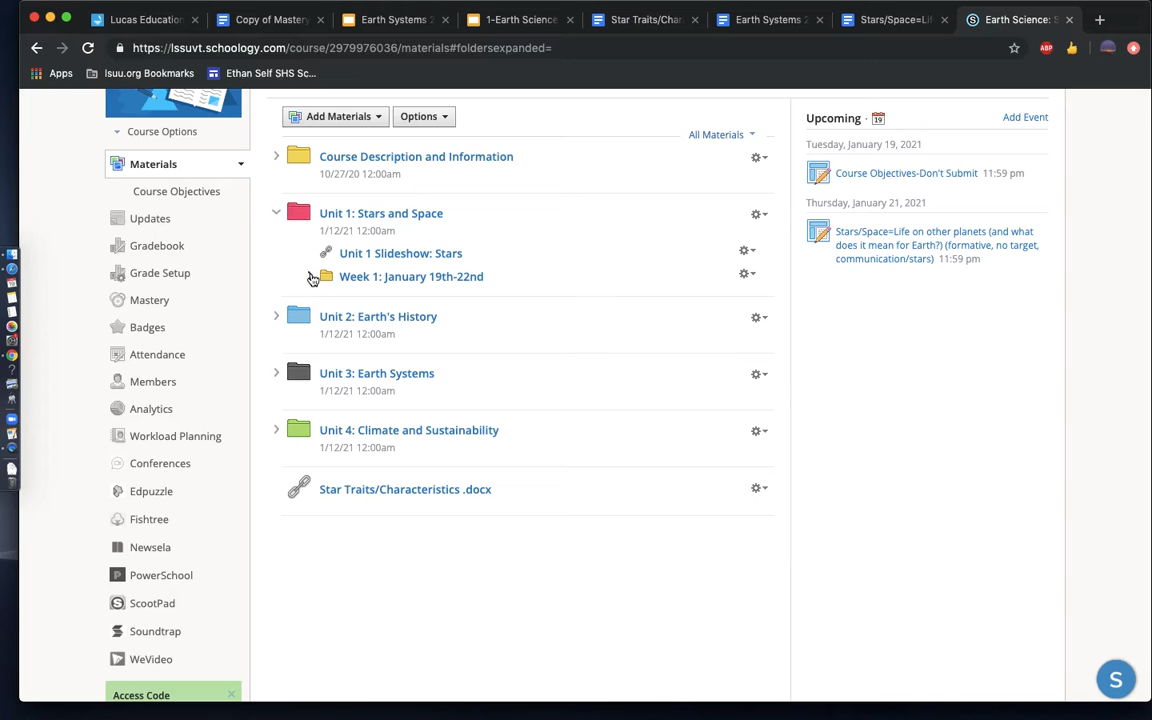 Lucas Education
Copy of Mastery
Earth Systems 2
1-Earth Science
Star Traits/Char
Earth Systems 2
Stars/Space=Li
Earth Science: S
https://lssuvt.schoology.com/course/2979976036/materials#foldersexpanded=
ABP
Apps
lsuu.org Bookmarks
Ethan Self SHS Sc...
Course Options
Materials
Course Objectives
Updates
Gradebook
Grade Setup
Mastery
Badges
Attendance
Members
Analytics
Workload Planning
Conferences
Edpuzzle
Fishtree
Newsela
PowerSchool
ScootPad
Soundtrap
WeVideo
Access Code
Add Materials
Options
All Materials
Course Description and Information
10/27/20 12:00am
Unit 1: Stars and Space
1/12/21 12:00am
Unit 1 Slideshow: Stars
Week 1: January 19th-22nd
Unit 2: Earth's History
1/12/21 12:00am
Unit 3: Earth Systems
1/12/21 12:00am
Unit 4: Climate and Sustainability
1/12/21 12:00am
Star Traits/Characteristics .docx
Upcoming · 19
Add Event
Tuesday, January 19, 2021
Course Objectives-Don't Submit 11:59 pm
Thursday, January 21, 2021
Stars/Space=Life on other planets (and what
does it mean for Earth?) (formative, no target,
communication/stars) 11:59 pm
S